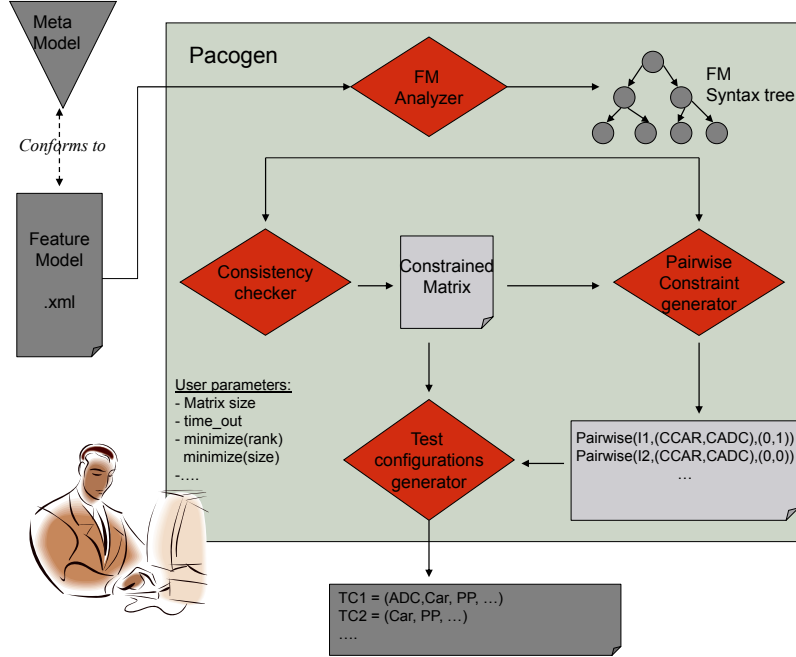 Meta
Model
Pacogen
FM
Analyzer
FM
Syntax tree
Conforms to
Feature
Model
.xml
Consistency
checker
Constrained
Matrix
Pairwise
Constraint
generator
User parameters:
- Matrix size
- time_out
- minimize(rank)
minimize(size)
-....
Test
configurations
generator
Pairwise(I1,(CCAR,CADC),(0,1))
Pairwise(I2,(CCAR,CADC),(0,0))
…
TC1 = (ADC,Car, PP, …)
TC2 = (Car, PP, …)
….